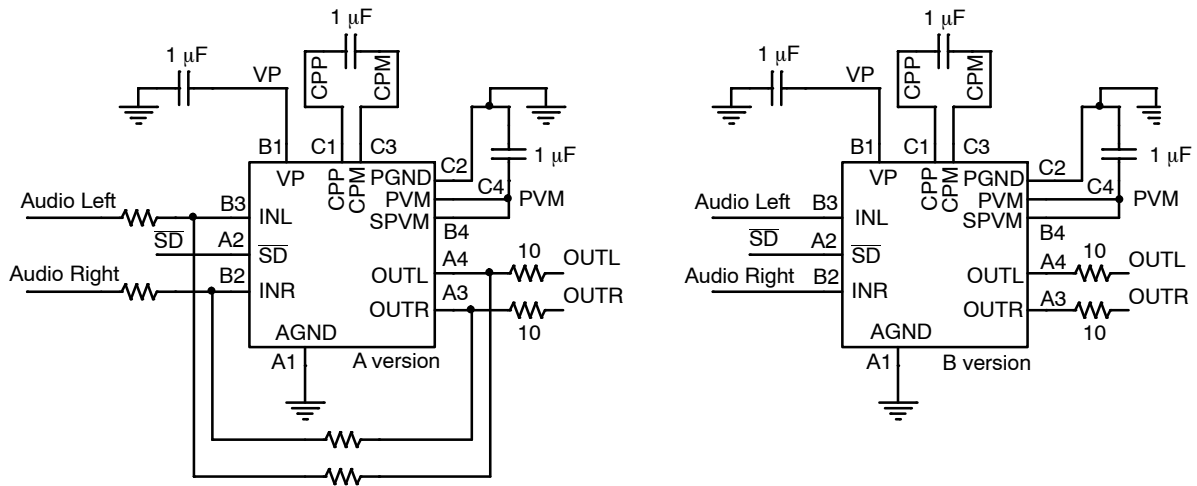 1 μF
1 μF
VP
CPP
CPM
B1
C1
C3
VP
CPP
CPM
PGND
C2
1 μF
PVM
C4
PVM
SPVM
B4
Audio Left
B3
INL
SD
A2
SD
Audio Right
B2
INR
OUTL
A4
10
OUTL
OUTR
A3
10
OUTR
AGND
A1
A version
1 μF
1 μF
VP
CPP
CPM
B1
C1
C3
VP
CPP
CPM
PGND
C2
1 μF
PVM
C4
PVM
SPVM
B4
Audio Left
B3
INL
SD
A2
SD
Audio Right
B2
INR
OUTL
A4
10
OUTL
OUTR
A3
10
OUTR
AGND
A1
B version